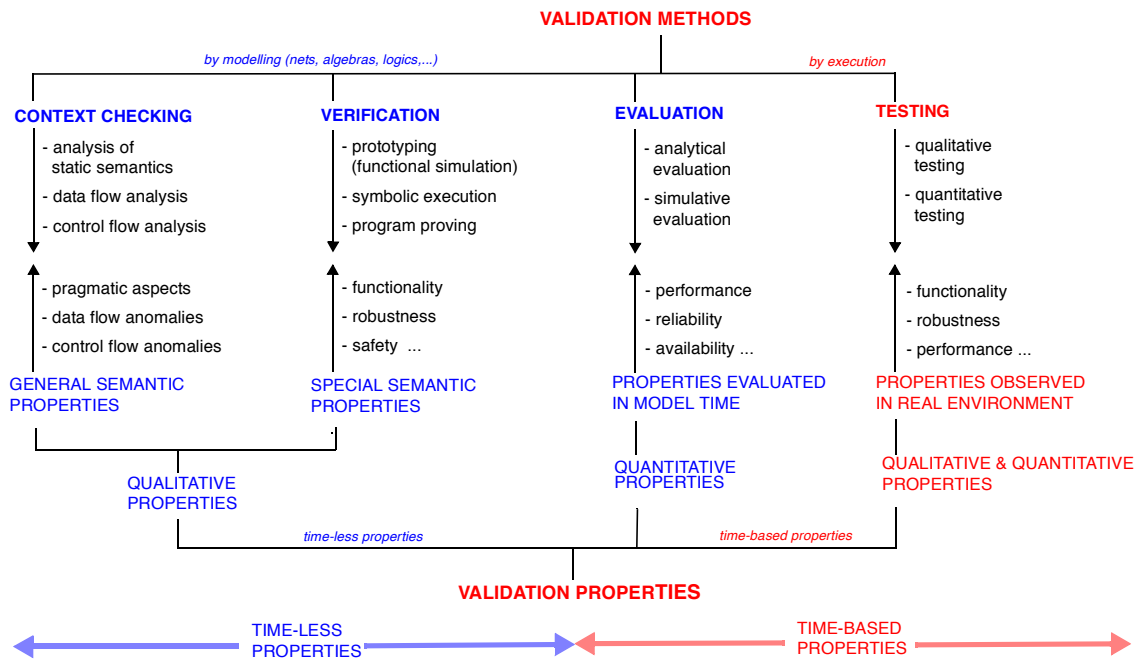 VALIDATION METHODS
by modelling (nets, algebras, logics,...)
by execution
CONTEXT CHECKING
- analysis of
static semantics
- data flow analysis
- control flow analysis
VERIFICATION
- prototyping
(functional simulation)
- symbolic execution
- program proving
EVALUATION
- analytical
evaluation
- simulative
evaluation
TESTING
- qualitative
testing
- quantitative
testing
- pragmatic aspects
- data flow anomalies
- control flow anomalies
GENERAL SEMANTIC
PROPERTIES
- functionality
- robustness
- safety ...
SPECIAL SEMANTIC
PROPERTIES
- performance
- reliability
- availability ...
PROPERTIES EVALUATED
IN MODEL TIME
- functionality
- robustness
- performance ...
PROPERTIES OBSERVED
IN REAL ENVIRONMENT
QUALITATIVE
PROPERTIES
QUANTITATIVE
PROPERTIES
QUALITATIVE & QUANTITATIVE
PROPERTIES
time-less properties
time-based properties
VALIDATION PROPERTIES
TIME-LESS
PROPERTIES
TIME-BASED
PROPERTIES